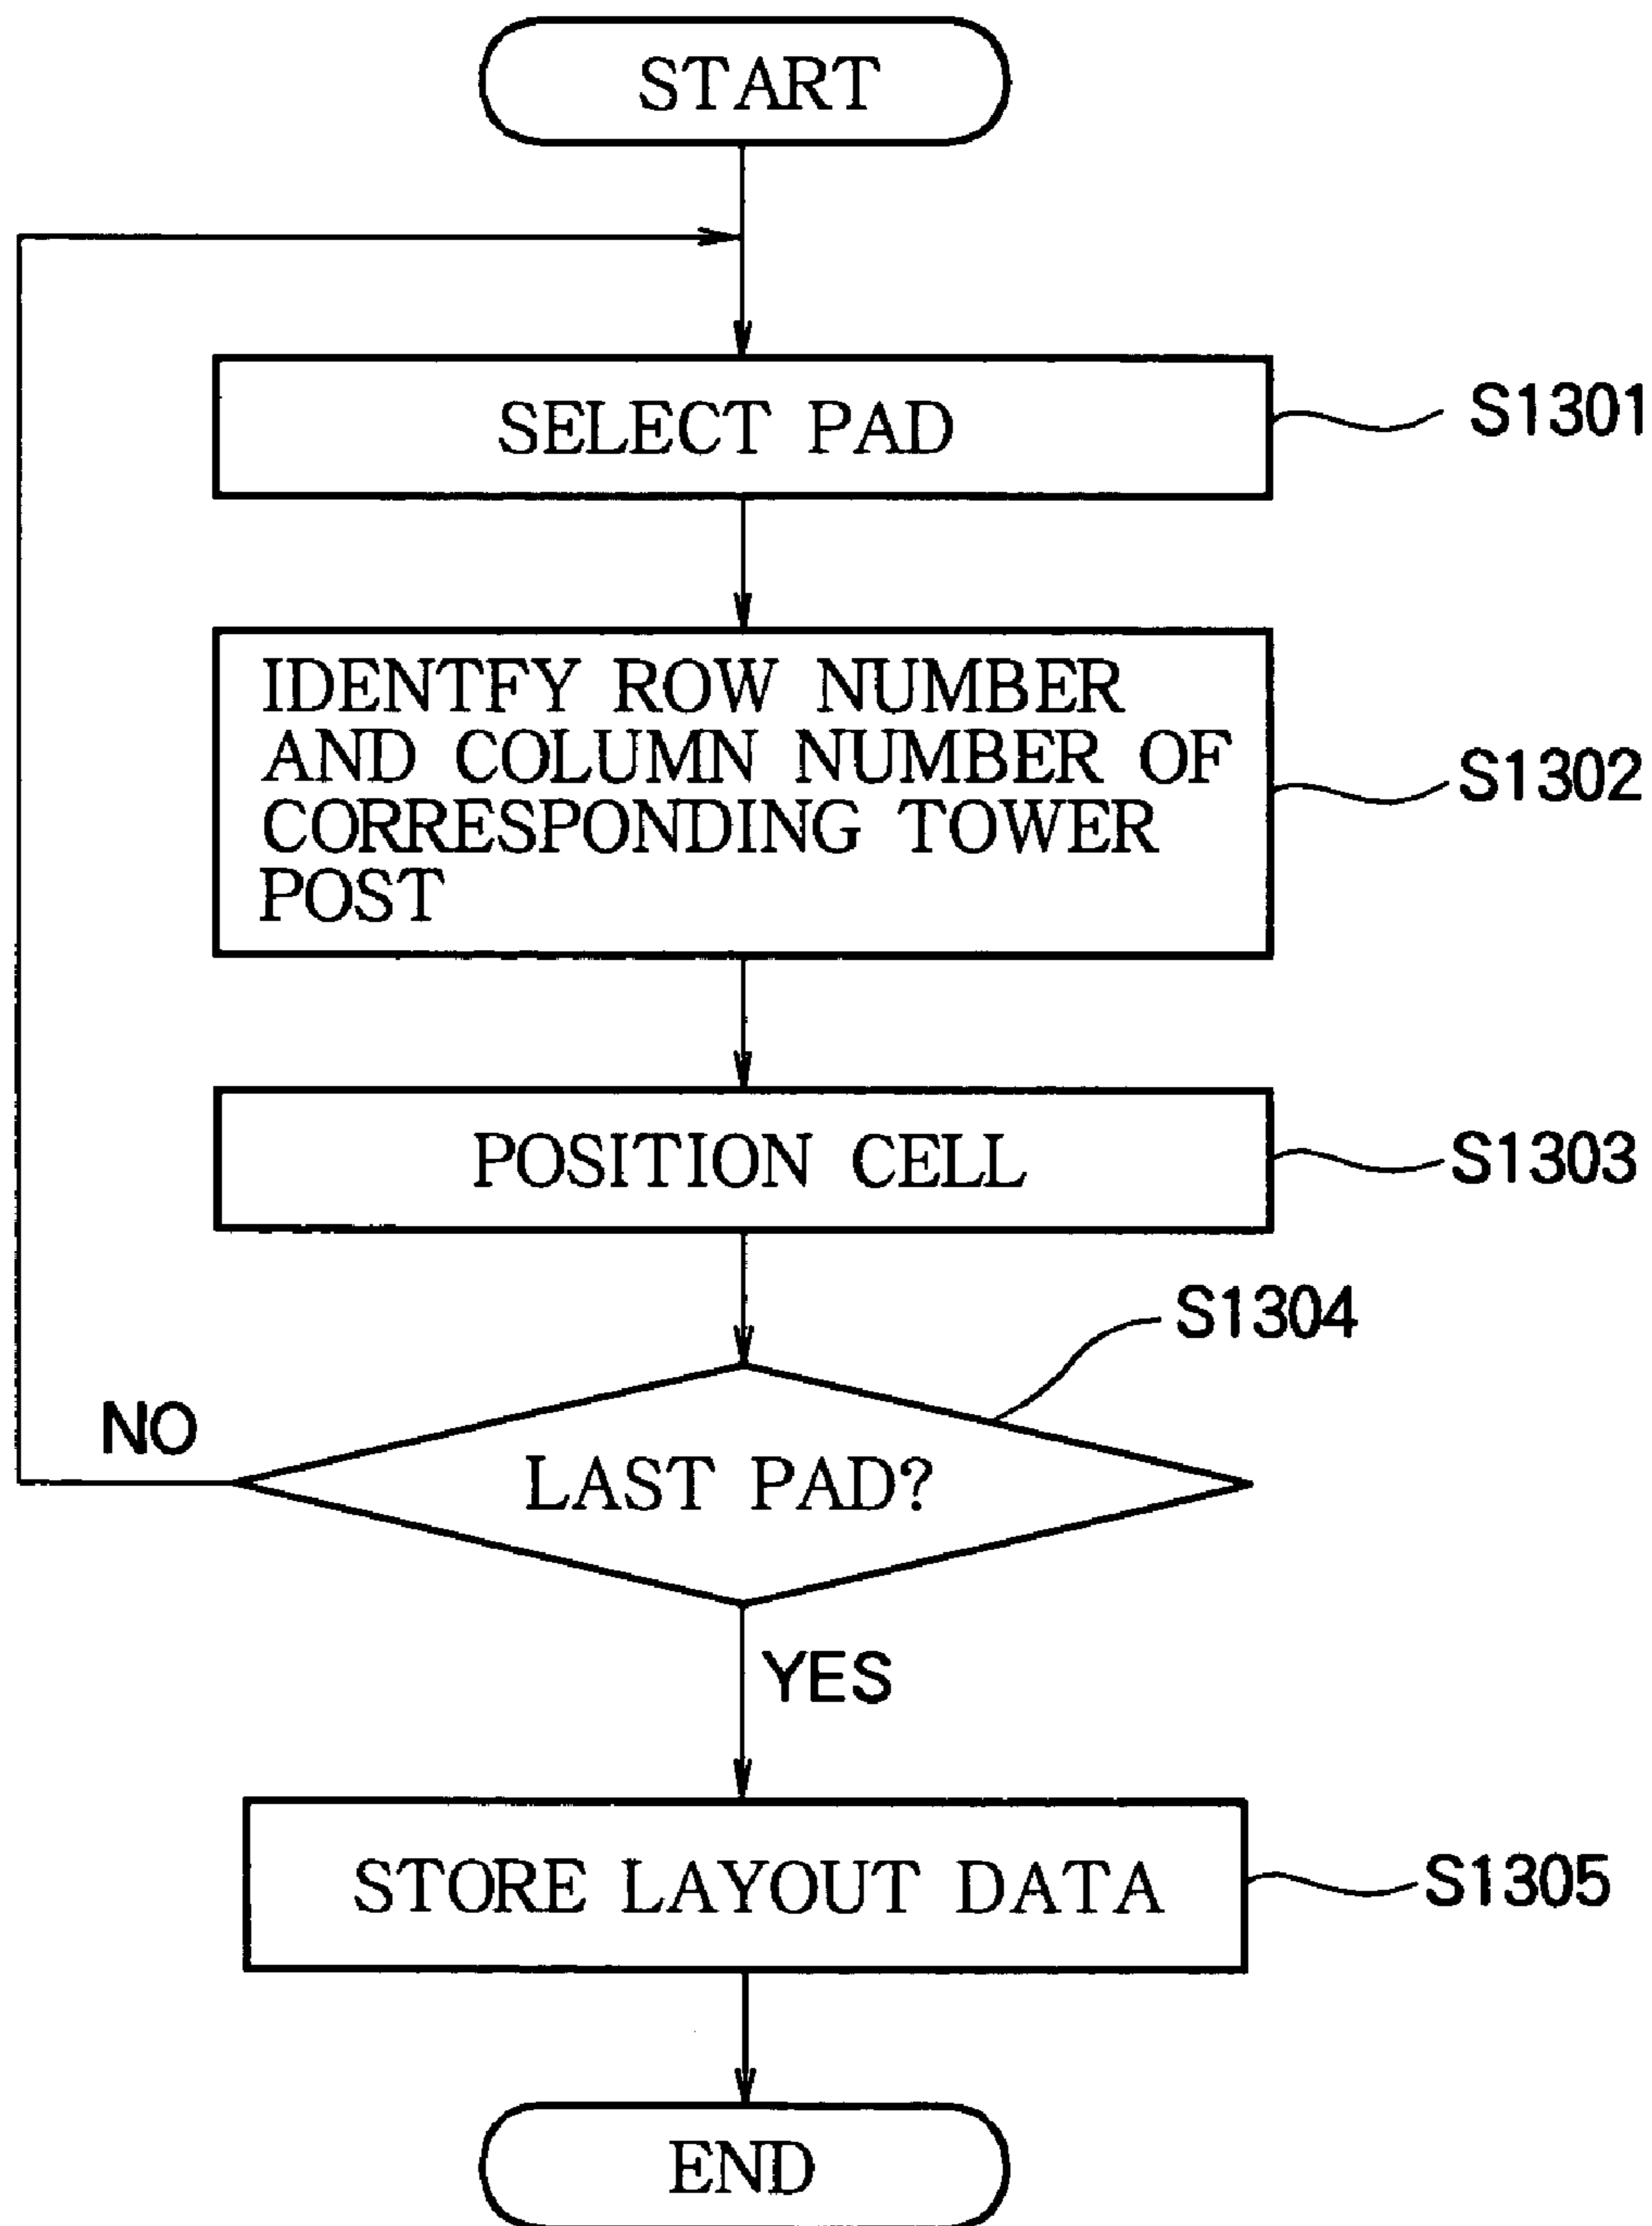 START
SELECT PAD
S1301
IDENTFY ROW NUMBER
AND COLUMN NUMBER OF
CORRESPONDING TOWER
POST
S1302
POSITION CELL
S1303
S1304
NO
LAST PAD?
YES
STORE LAYOUT DATA
S1305
END